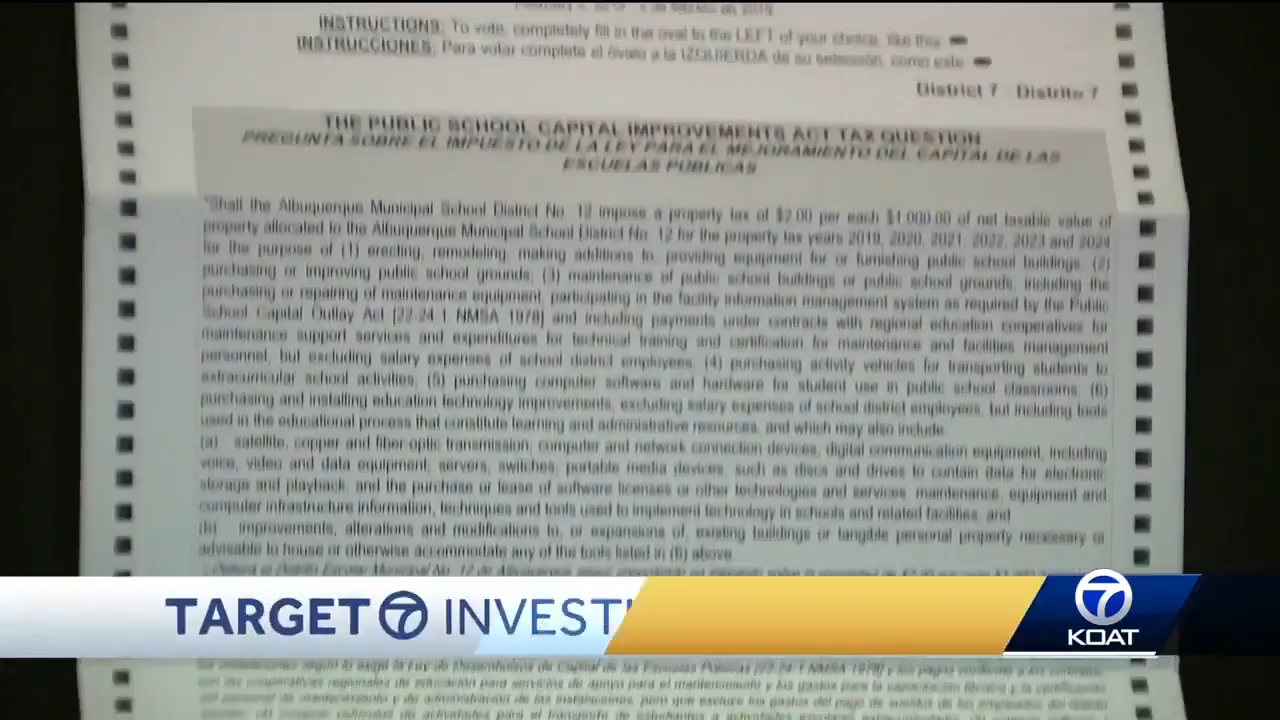 INSTRUCTIONS: To vote, completely fill in the oval to the LEFT of your choice, like this
INSTRUCCIONES: Para votar complete el óvalo a la IZQUIERDA de su selección, como este
District 7 - Distrito 7
THE PUBLIC SCHOOL CAPITAL IMPROVEMENTS ACT TAX QUESTION
PREGUNTA SOBRE EL IMPUESTO DE LA LEY PARA EL MEJORAMIENTO DEL CAPITAL DE LAS
ESCUELAS PÚBLICAS
"Shall the Albuquerque Municipal School District No. 12 impose a property tax of $2.00 per each $1,000.00 of net taxable value of
property allocated to the Albuquerque Municipal School District No. 12 for the property tax years 2019, 2020, 2021, 2022, 2023 and 2024
for the purpose of (1) erecting, remodeling, making additions to, providing equipment for or furnishing public school buildings; (2)
purchasing or improving public school grounds; (3) maintenance of public school buildings or public school grounds, including the
purchasing or repairing of maintenance equipment, participating in the facility information management system as required by the Public
School Capital Outlay Act [22-24-1 NMSA 1978] and including payments under contracts with regional education cooperatives for
maintenance support services and expenditures for technical training and certification for maintenance and facilities management
personnel, but excluding salary expenses of school district employees; (4) purchasing activity vehicles for transporting students to
extracurricular school activities; (5) purchasing computer software and hardware for student use in public school classrooms; (6)
purchasing and installing education technology improvements, excluding salary expenses of school district employees, but including tools
used in the educational process that constitute learning and administrative resources, and which may also include:
(a) satellite, copper and fiber-optic transmission; computer and network connection devices; digital communication equipment, including
voice, video and data equipment; servers; switches; portable media devices, such as discs and drives to contain data for electronic
storage and playback; and the purchase or lease of software licenses or other technologies and services, maintenance, equipment and
computer infrastructure information, techniques and tools used to implement technology in schools and related facilities; and
(b) improvements, alterations and modifications to, or expansions of, existing buildings or tangible personal property necessary or
advisable to house or otherwise accommodate any of the tools listed in (6) above.
TARGET 7 INVESTI
7
KOAT